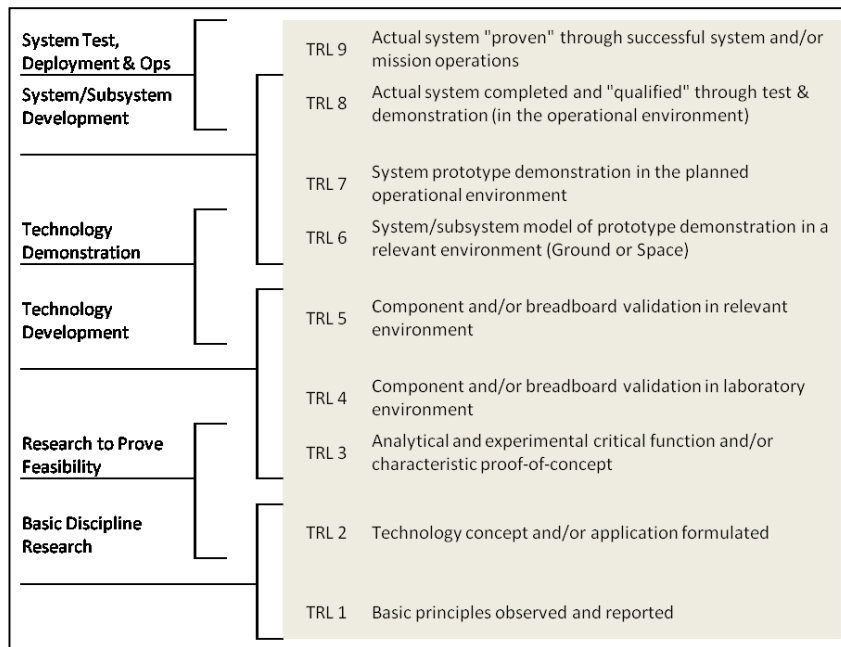 System Test,
Deployment & Ops
System/Subsystem
Development
Technology
Demonstration
Technology
Development
Research to Prove
Feasibility
Basic Discipline
Research
TRL 9 Actual system "proven" through successful system and/or
mission operations
TRL 8 Actual system completed and "qualified" through test &
demonstration (in the operational environment)
TRL 7 System prototype demonstration in the planned
operational environment
TRL 6 System/subsystem model of prototype demonstration in a
relevant environment (Ground or Space)
TRL 5 Component and/or breadboard validation in relevant
environment
TRL 4 Component and/or breadboard validation in laboratory
environment
TRL 3 Analytical and experimental critical function and/or
characteristic proof-of-concept
TRL 2 Technology concept and/or application formulated
TRL 1 Basic principles observed and reported